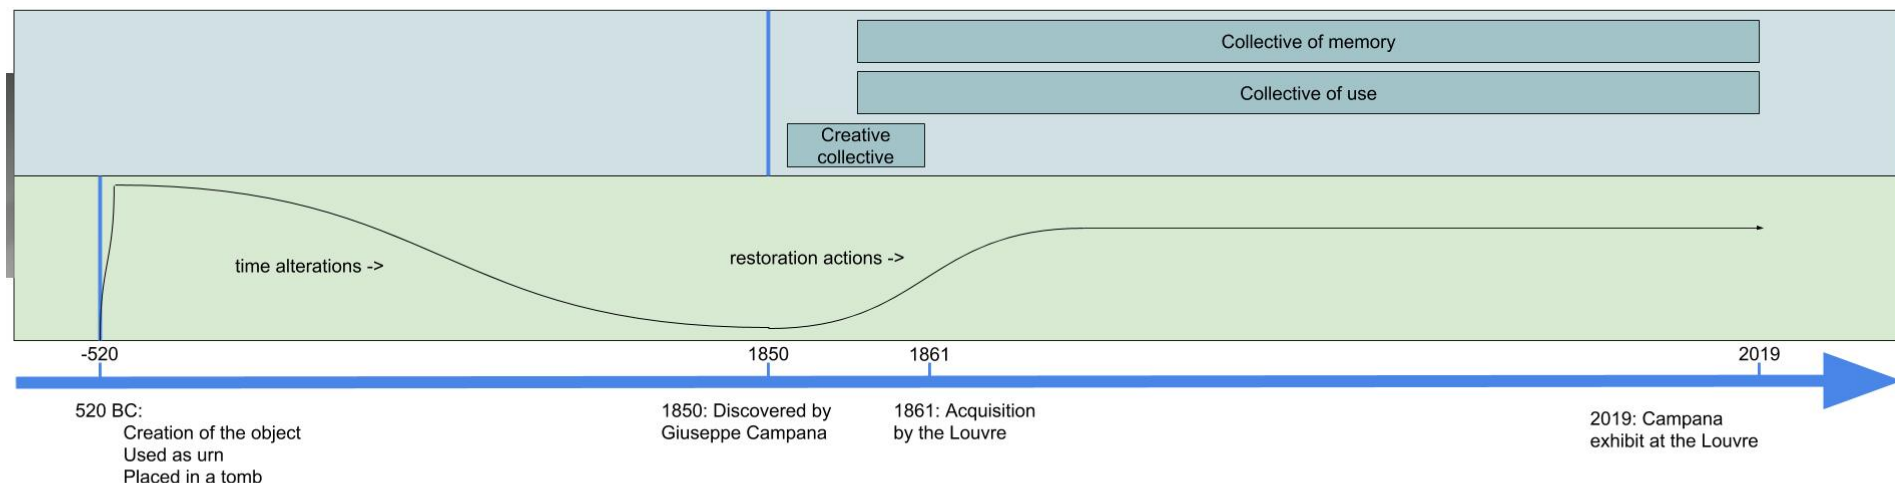 Collective of memory
Collective of use
Creative
collective
time alterations ->
restoration actions ->
-520
1850
1861
2019
520 BC:
Creation of the object
Used as urn
Placed in a tomb
1850: Discovered by
Giuseppe Campana
1861: Acquisition
by the Louvre
2019: Campana
exhibit at the Louvre